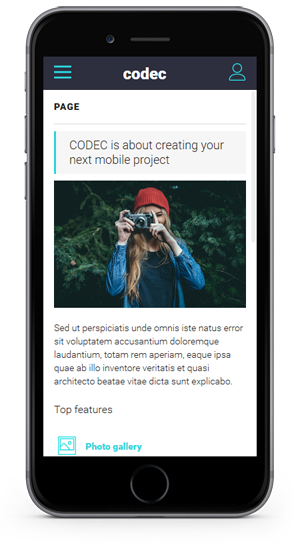 codec
PAGE
CODEC is about creating your
next mobile project
Sed ut perspiciatis unde omnis iste natus error
sit voluptatem accusantium doloremque
laudantium, totam rem aperiam, eaque ipsa
quae ab illo inventore veritatis et quasi
architecto beatae vitae dicta sunt explicabo.
Top features
Photo gallery